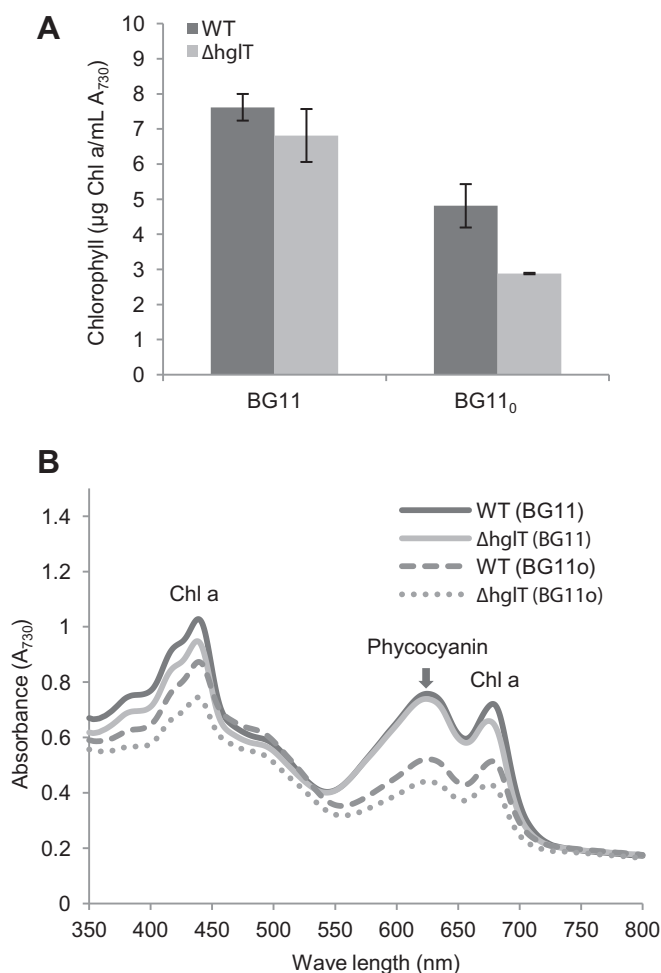 A
WT
ΔhglT
Chlorophyll (µg Chl a/mL A730)
10
9
8
7
6
5
4
3
2
1
0
BG11
BG110
B
WT (BG11)
ΔhglT (BG11)
WT (BG11o)
ΔhglT (BG11o)
Chl a
Phycocyanin
Chl a
Absorbance (A730)
1.4
1.2
1
0.8
0.6
0.4
0.2
0
350 400 450 500 550 600 650 700 750 800
Wave length (nm)